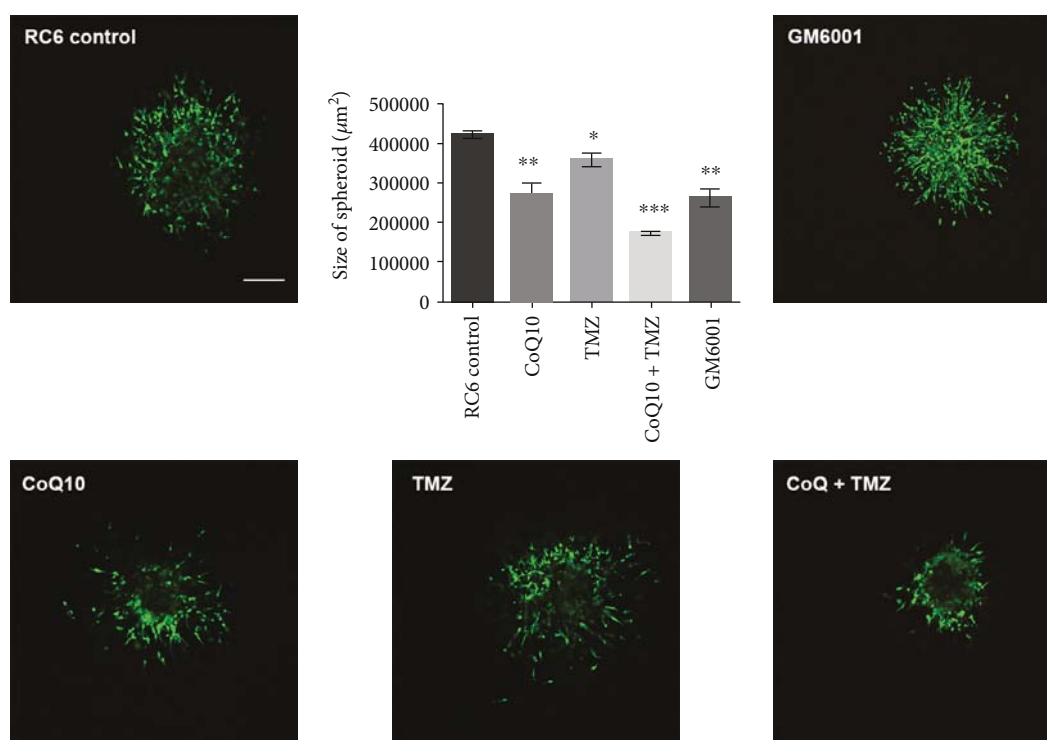 RC6 control
GM6001
Size of spheroid (μm²)
500000
400000
300000
200000
100000
0
**
*
***
**
RC6 control
CoQ10
TMZ
CoQ10 + TMZ
GM6001
CoQ10
TMZ
CoQ + TMZ